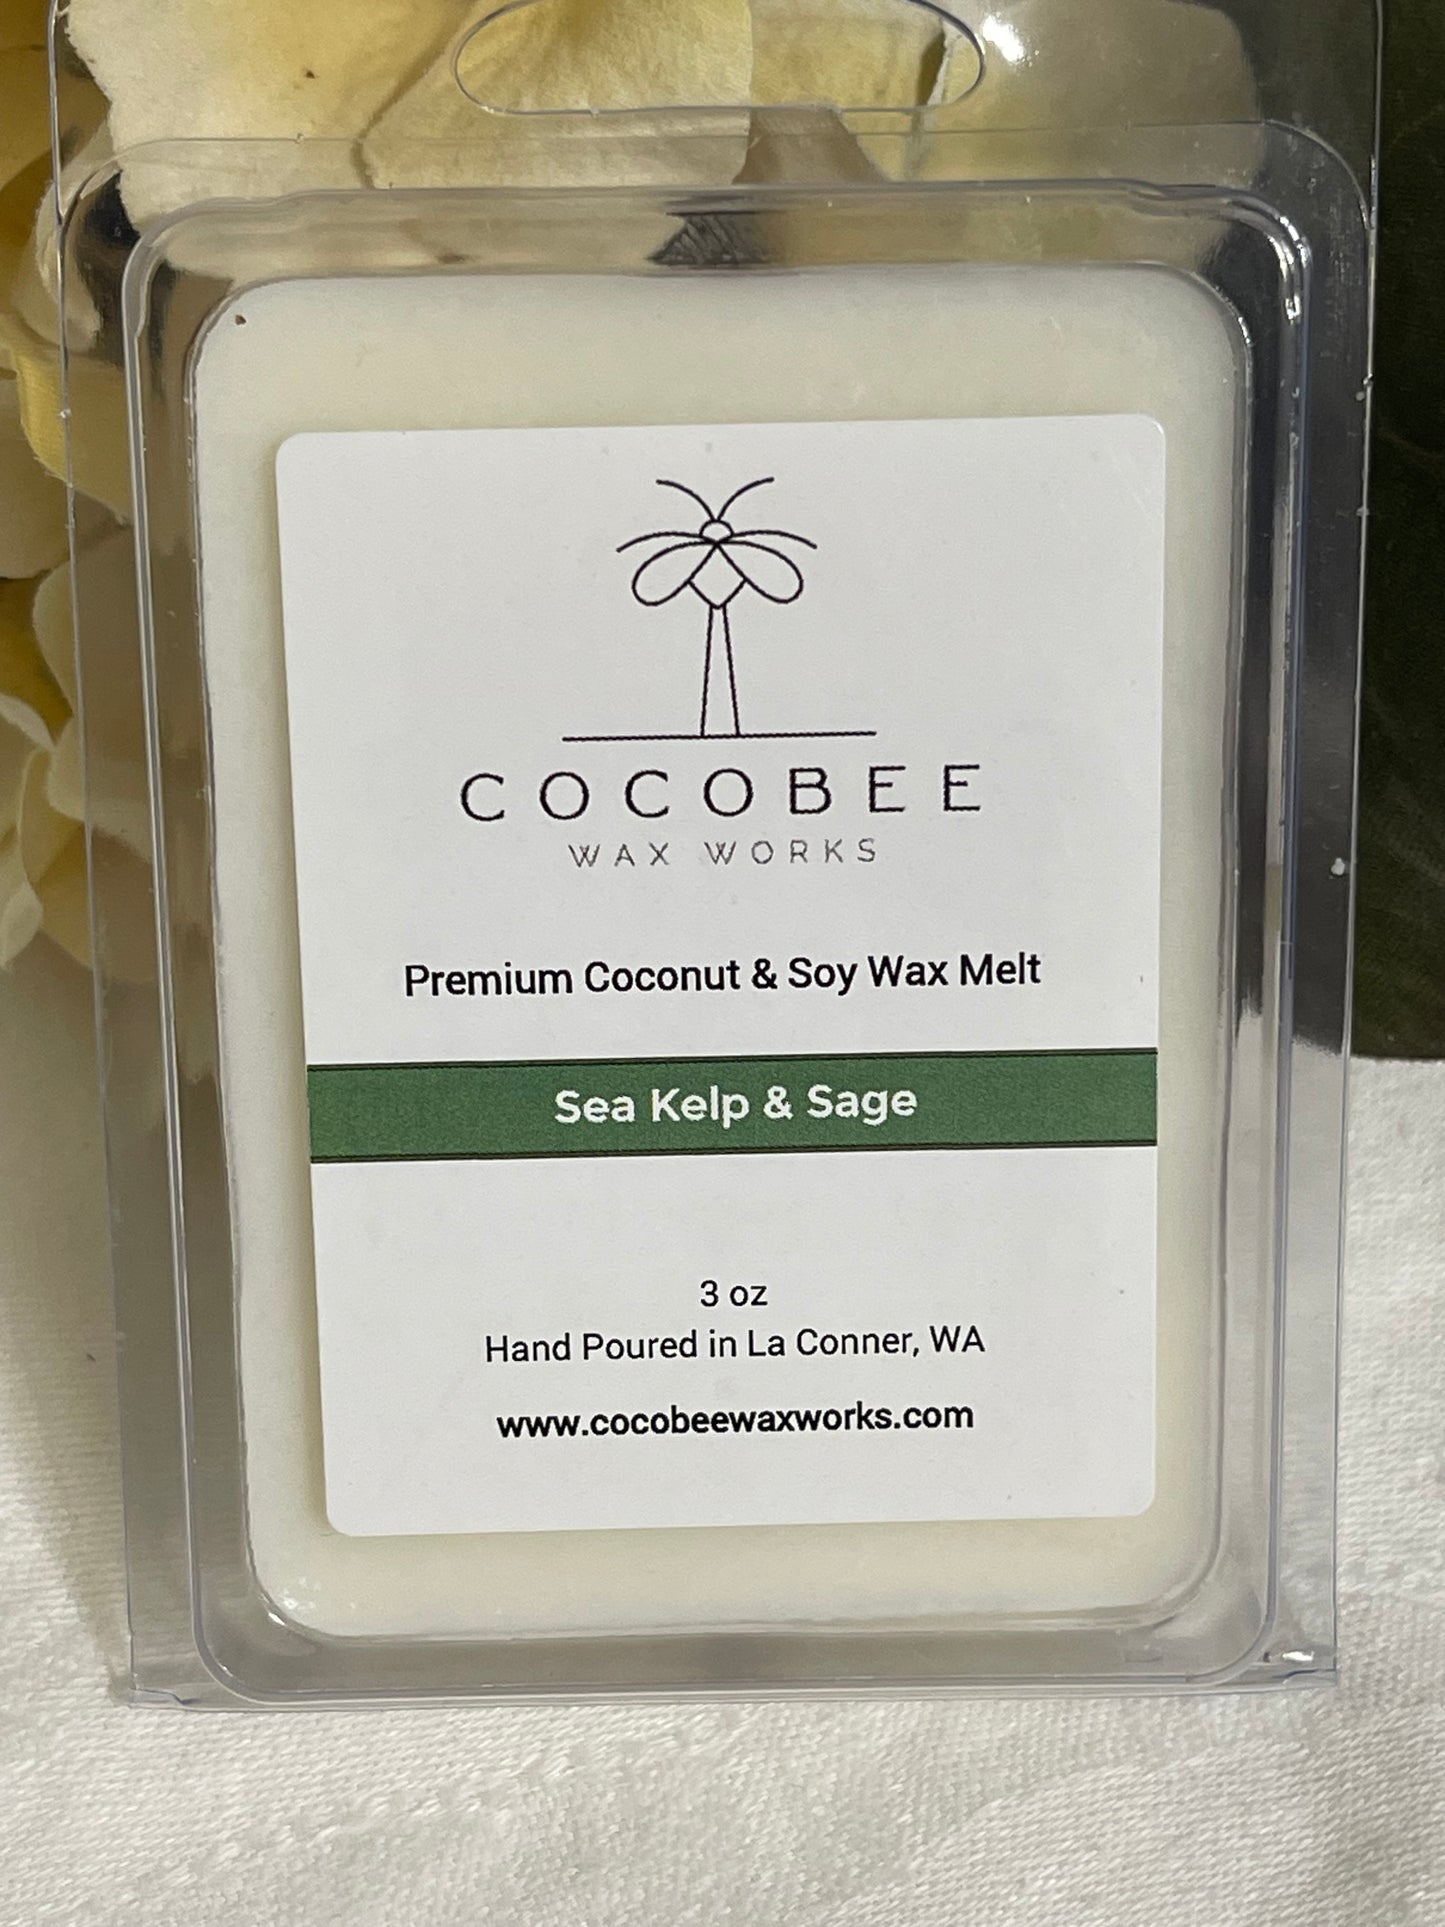 COCOBEE
WAX WORKS
Premium Coconut & Soy Wax Melt
Sea Kelp & Sage
3 oz
Hand Poured in La Conner, WA
www.cocobeewaxworks.com